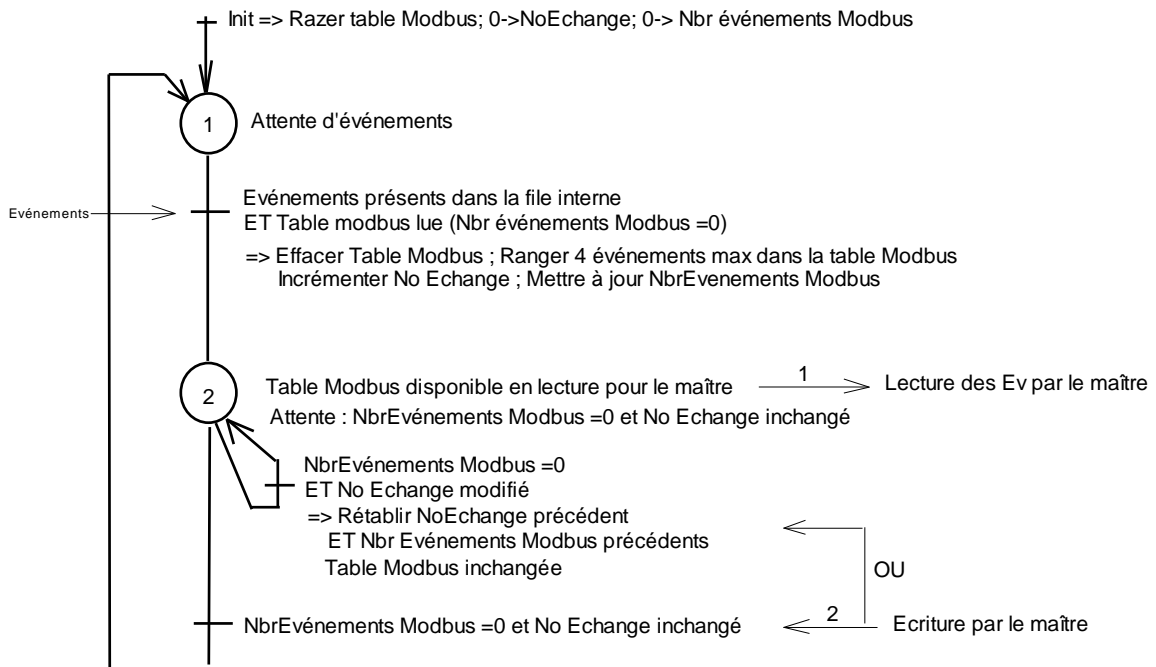 Init => Razer table Modbus; 0->NoEchange; 0-> Nbr événements Modbus
1
Attente d'événements
Evénements
Evénements présents dans la file interne
ET Table modbus lue (Nbr événements Modbus =0)
=> Effacer Table Modbus ; Ranger 4 événements max dans la table Modbus
Incrémenter No Echange ; Mettre à jour NbrEvenements Modbus
2
Table Modbus disponible en lecture pour le maître
1
Lecture des Ev par le maître
Attente : NbrEvénements Modbus =0 et No Echange inchangé
NbrEvénements Modbus =0
ET No Echange modifié
=> Rétablir NoEchange précédent
ET Nbr Evénements Modbus précédents
Table Modbus inchangée
OU
NbrEvénements Modbus =0 et No Echange inchangé
2
Ecriture par le maître